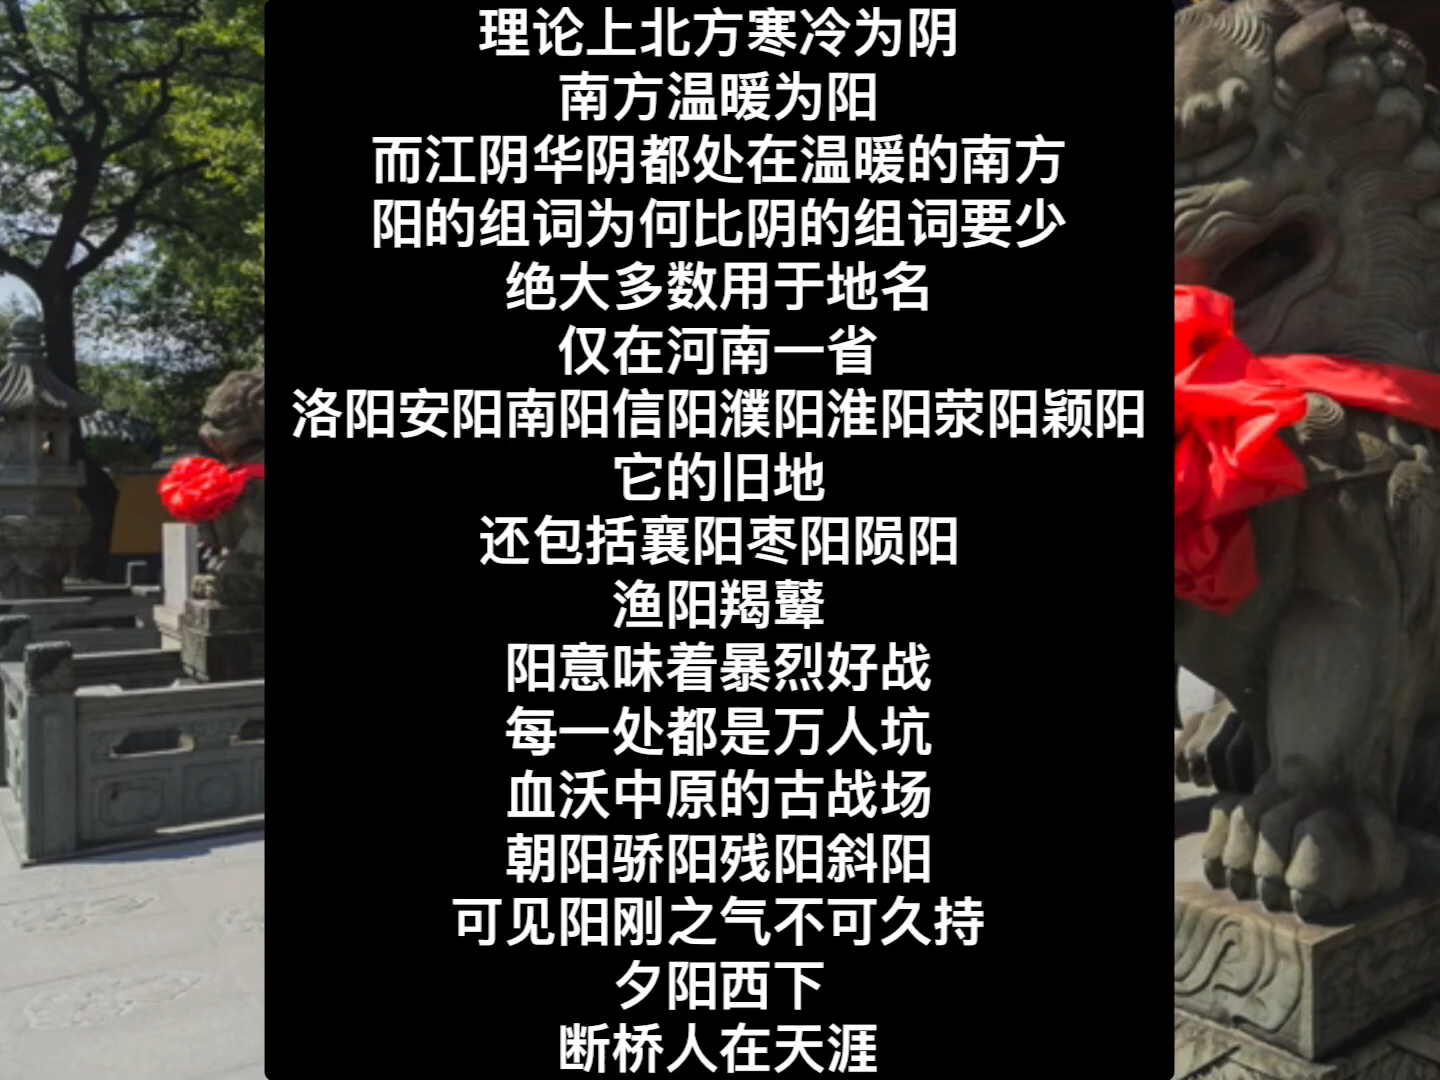 理论上北方寒冷为阴
南方温暖为阳
而江阴华阴都处在温暖的南方
阳的组词为何比阴的组词要少
绝大多数用于地名
仅在河南一省
洛阳安阳南阳信阳濮阳淮阳荥阳颖阳
它的旧地
还包括襄阳枣阳陨阳
渔阳羯鼙
阳意味着暴烈好战
每一处都是万人坑
血沃中原的古战场
朝阳骄阳残阳斜阳
可见阳刚之气不可久持
夕阳西下
断桥人在天涯